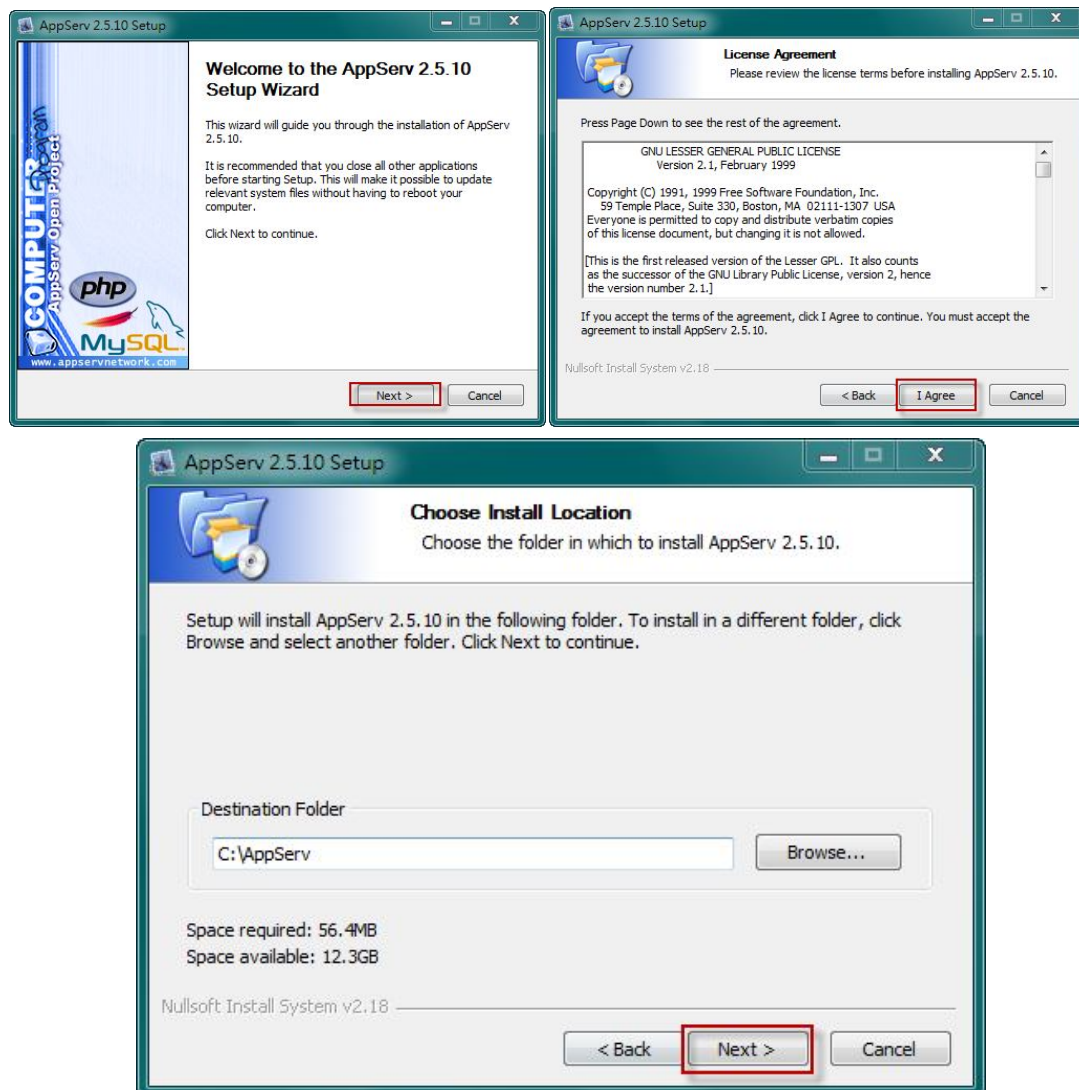 AppServ 2.5.10 Setup
Welcome to the AppServ 2.5.10
Setup Wizard
This wizard will guide you through the installation of AppServ
2.5.10.
It is recommended that you close all other applications
before starting Setup. This will make it possible to update
relevant system files without having to reboot your
computer.
Click Next to continue.
COMPUTER
Program
AppServ Open Project
php
MySQL
www.appservnetwork.com
Next >
Cancel
AppServ 2.5.10 Setup
License Agreement
Please review the license terms before installing AppServ 2.5.10.
Press Page Down to see the rest of the agreement.
GNU LESSER GENERAL PUBLIC LICENSE
Version 2.1, February 1999
Copyright (C) 1991, 1999 Free Software Foundation, Inc.
59 Temple Place, Suite 330, Boston, MA 02111-1307 USA
Everyone is permitted to copy and distribute verbatim copies
of this license document, but changing it is not allowed.
[This is the first released version of the Lesser GPL. It also counts
as the successor of the GNU Library Public License, version 2, hence
the version number 2.1.]
If you accept the terms of the agreement, click I Agree to continue. You must accept the
agreement to install AppServ 2.5.10.
Nullsoft Install System v2.18
< Back
I Agree
Cancel
AppServ 2.5.10 Setup
Choose Install Location
Choose the folder in which to install AppServ 2.5.10.
Setup will install AppServ 2.5.10 in the following folder. To install in a different folder, click
Browse and select another folder. Click Next to continue.
Destination Folder
C:\AppServ
Browse...
Space required: 56.4MB
Space available: 12.3GB
Nullsoft Install System v2.18
< Back
Next >
Cancel